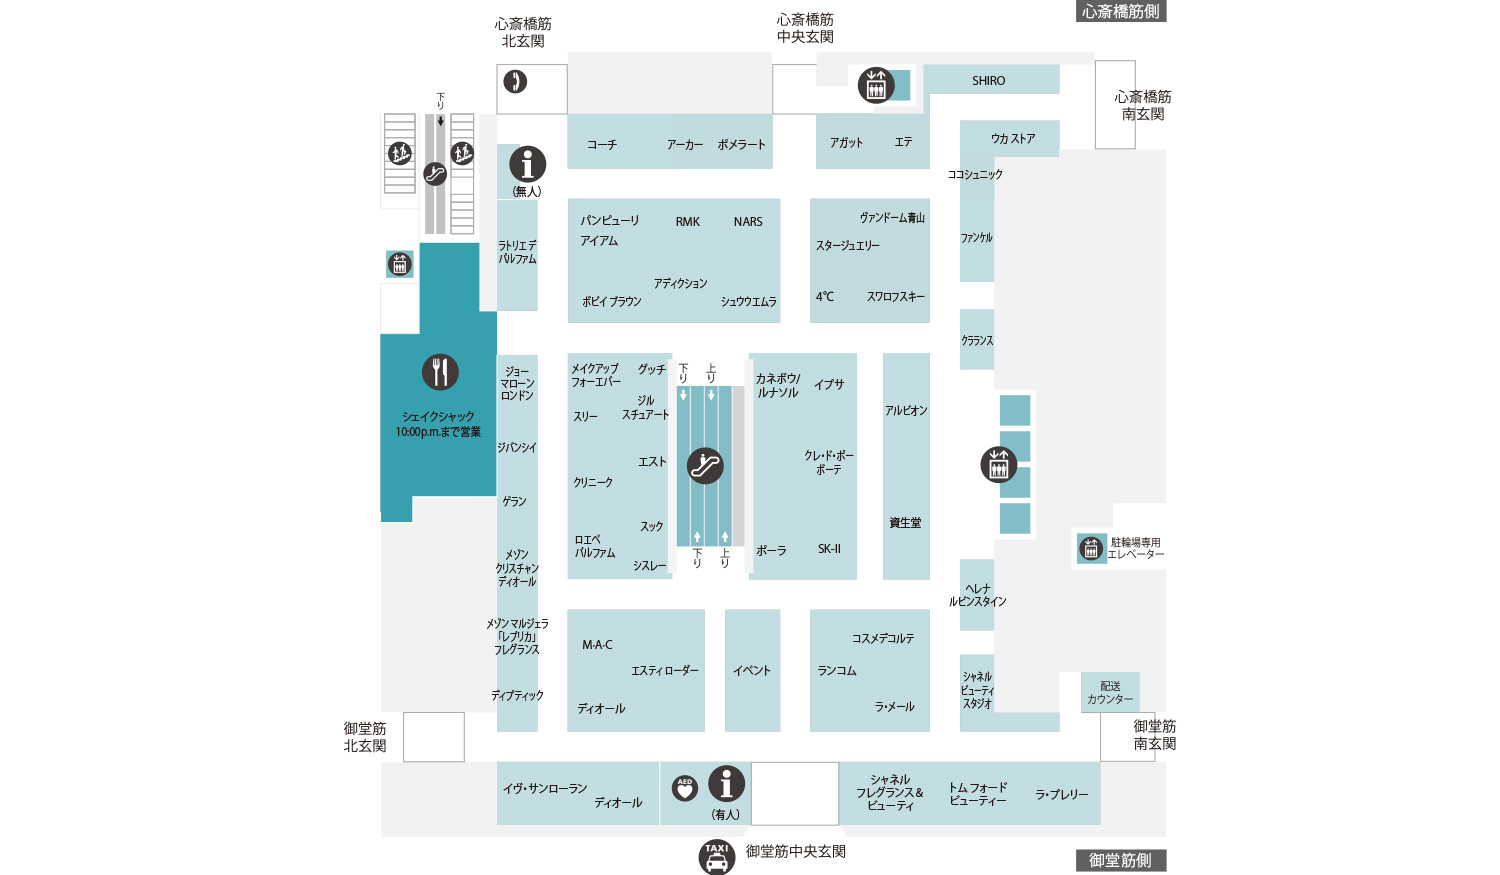 心斎橋筋側
心斎橋筋
北玄関
心斎橋筋
中央玄関
心斎橋筋
南玄関
下り
SHIRO
コーチ
アーカー
ポメラート
アガット
エテ
ウカ ストア
ココシュニック
(無人)
パンピューリ
RMK
NARS
アイアム
アディクション
ボビイ ブラウン
シュウウエムラ
ヴァンドーム青山
スタージュエリー
4℃
スワロフスキー
ファンケル
ラトリエ デ
パルファム
クラランス
シェイクシャック
10:00p.m.まで営業
ジョー
マローン
ロンドン
ジバンシイ
ゲラン
メゾン
クリスチャン
ディオール
メゾン マルジェラ
「レプリカ」
フレグランス
ディプティック
メイクアップ
フォーエバー
グッチ
スリー
ジル
スチュアート
エスト
クリニーク
スック
ロエベ
パルファム
シスレー
下り
上り
下り
上り
カネボウ/
ルナソル
イプサ
クレ・ド・ポー
ボーテ
ポーラ
SK-II
アルビオン
資生堂
駐輪場専用
エレベーター
ヘレナ
ルビンスタイン
M・A・C
エスティ ローダー
ディオール
イベント
コスメデコルテ
ランコム
ラ・メール
シャネル
ビューティ
スタジオ
配送
カウンター
御堂筋
北玄関
御堂筋
南玄関
イヴ・サンローラン
ディオール
AED
(有人)
シャネル
フレグランス&
ビューティ
トム フォード
ビューティー
ラ・プレリー
TAXI
御堂筋中央玄関
御堂筋側